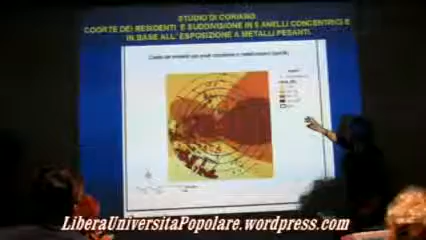 STUDIO DI CORIANO
COORTE DEI RESIDENTI E SUDDIVISIONE IN 5 ANELLI CONCENTRICI E
IN BASE ALL' ESPOSIZIONE A METALLI PESANTI.
LiberaUniversitaPopolare.wordpress.com